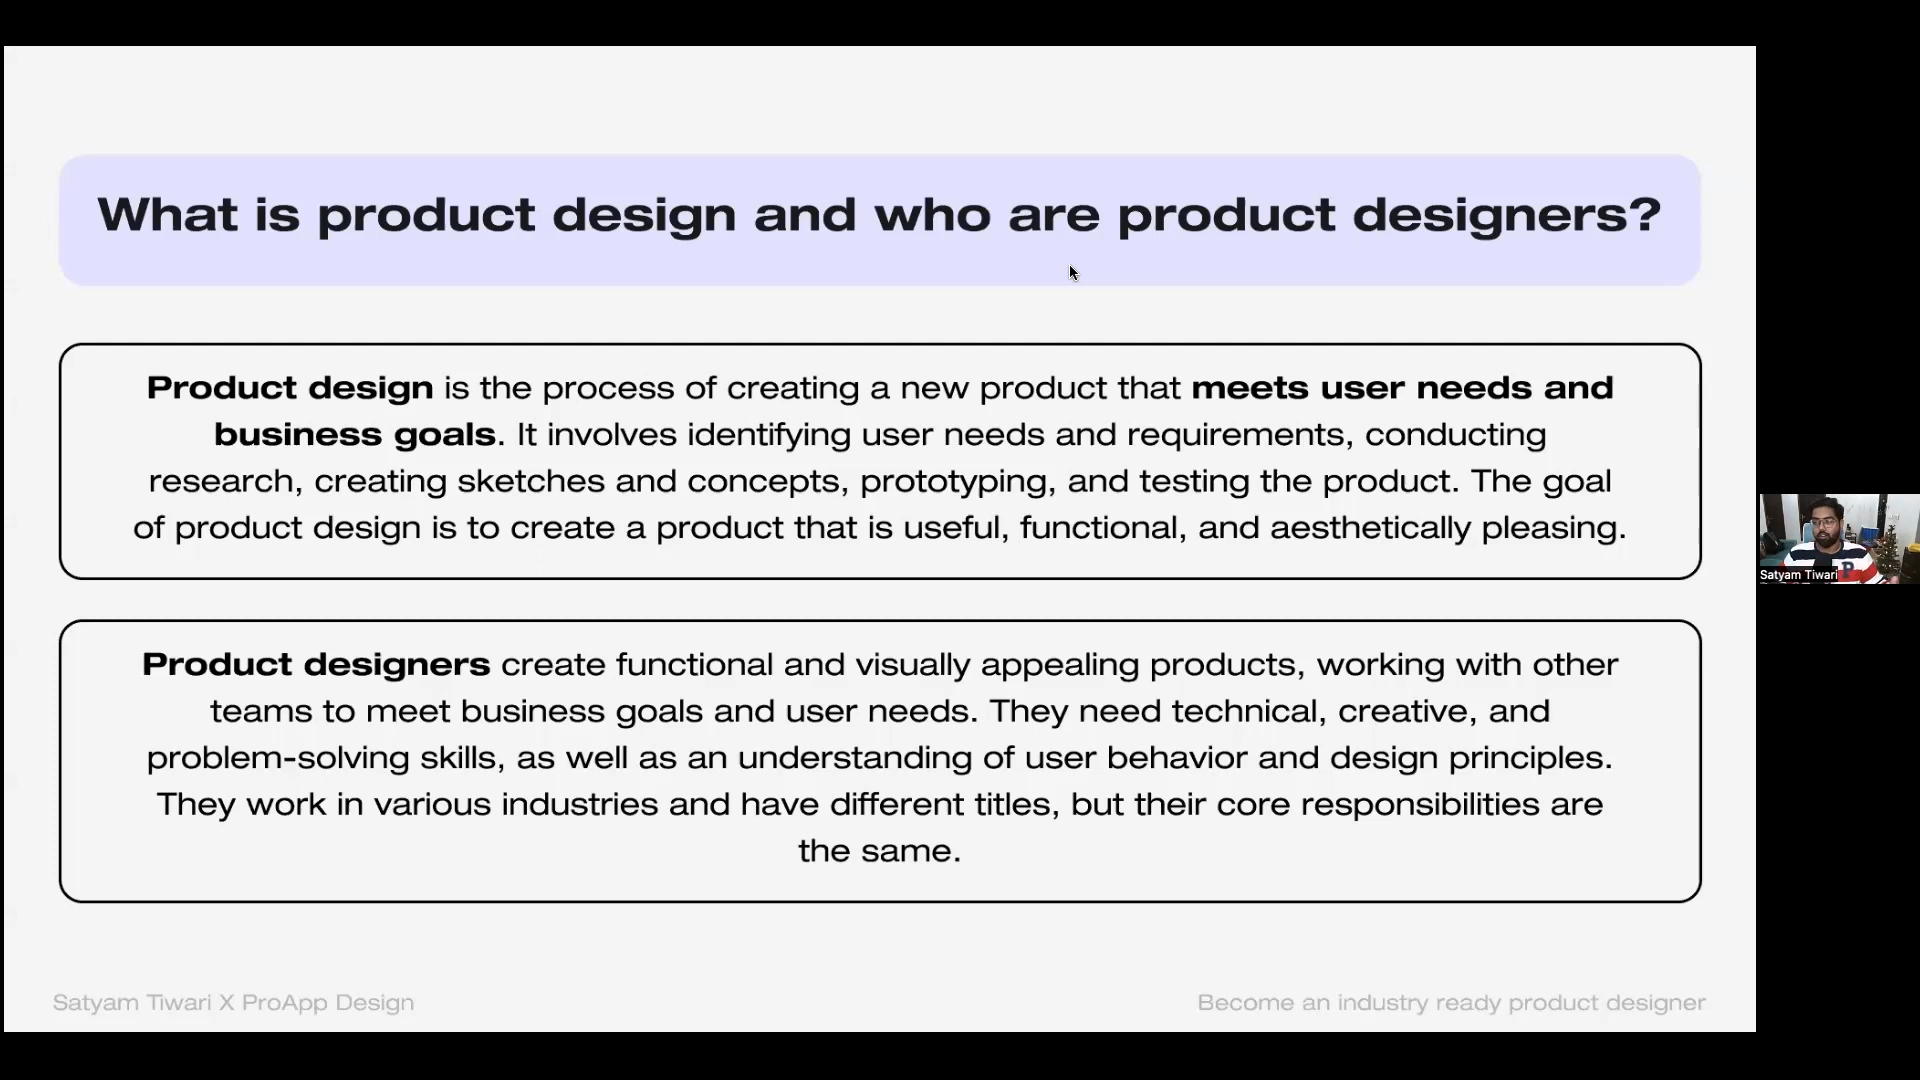 What is product design and who are product designers?
Product design is the process of creating a new product that meets user needs and
business goals. It involves identifying user needs and requirements, conducting
research, creating sketches and concepts, prototyping, and testing the product. The goal
of product design is to create a product that is useful, functional, and aesthetically pleasing.
Product designers create functional and visually appealing products, working with other
teams to meet business goals and user needs. They need technical, creative, and
problem-solving skills, as well as an understanding of user behavior and design principles.
They work in various industries and have different titles, but their core responsibilities are
the same.
P
Satyam Tiwari
Satyam Tiwari X ProApp Design
Become an industry ready product designer